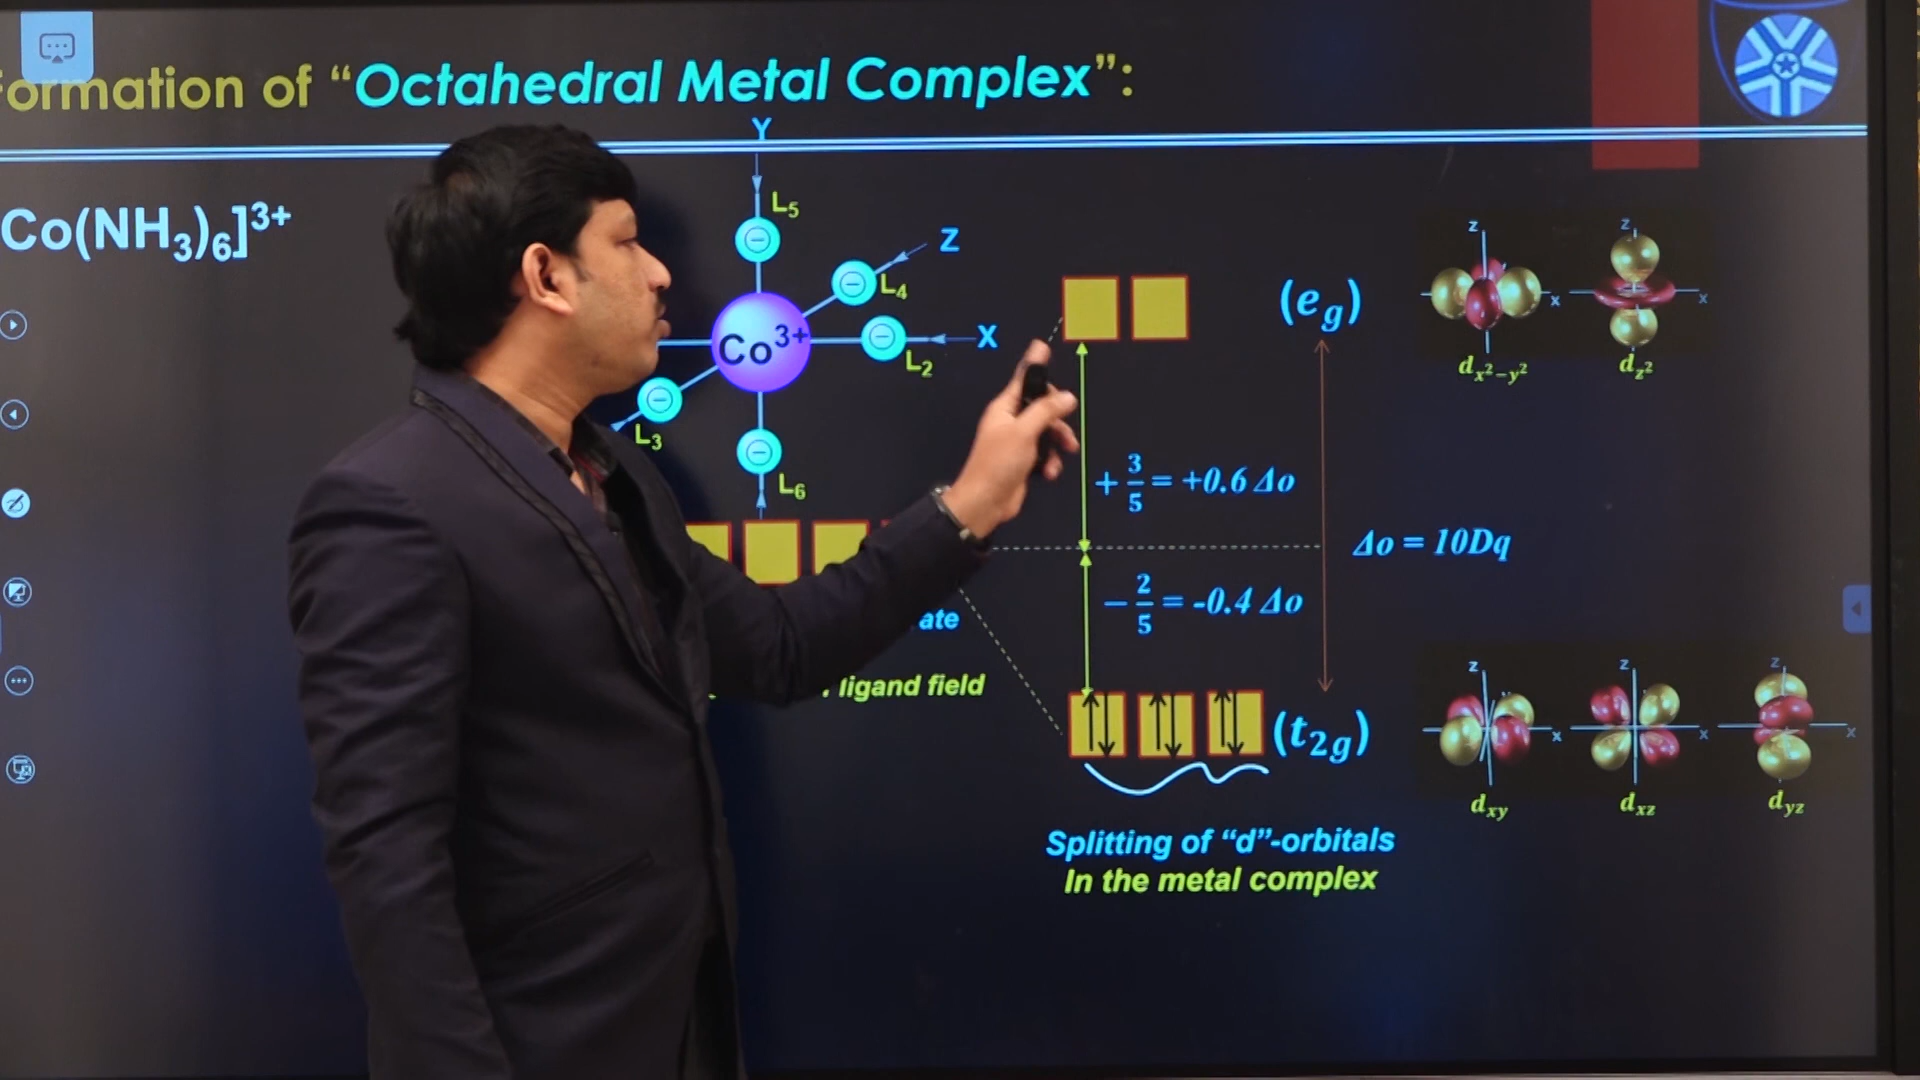 Formation of “Octahedral Metal Complex”:
Co(NH3)6]3+
Y
L5
Z
L4
Co3+
X
L2
L3
L6
ligand field
(eg)
+ 3/5 = +0.6 Δo
Δo = 10Dq
− 2/5 = -0.4 Δo
(t2g)
Splitting of “d”-orbitals
In the metal complex
z
x
dx2−y2
z
x
dz2
z
x
dxy
z
x
dxz
z
x
dyz